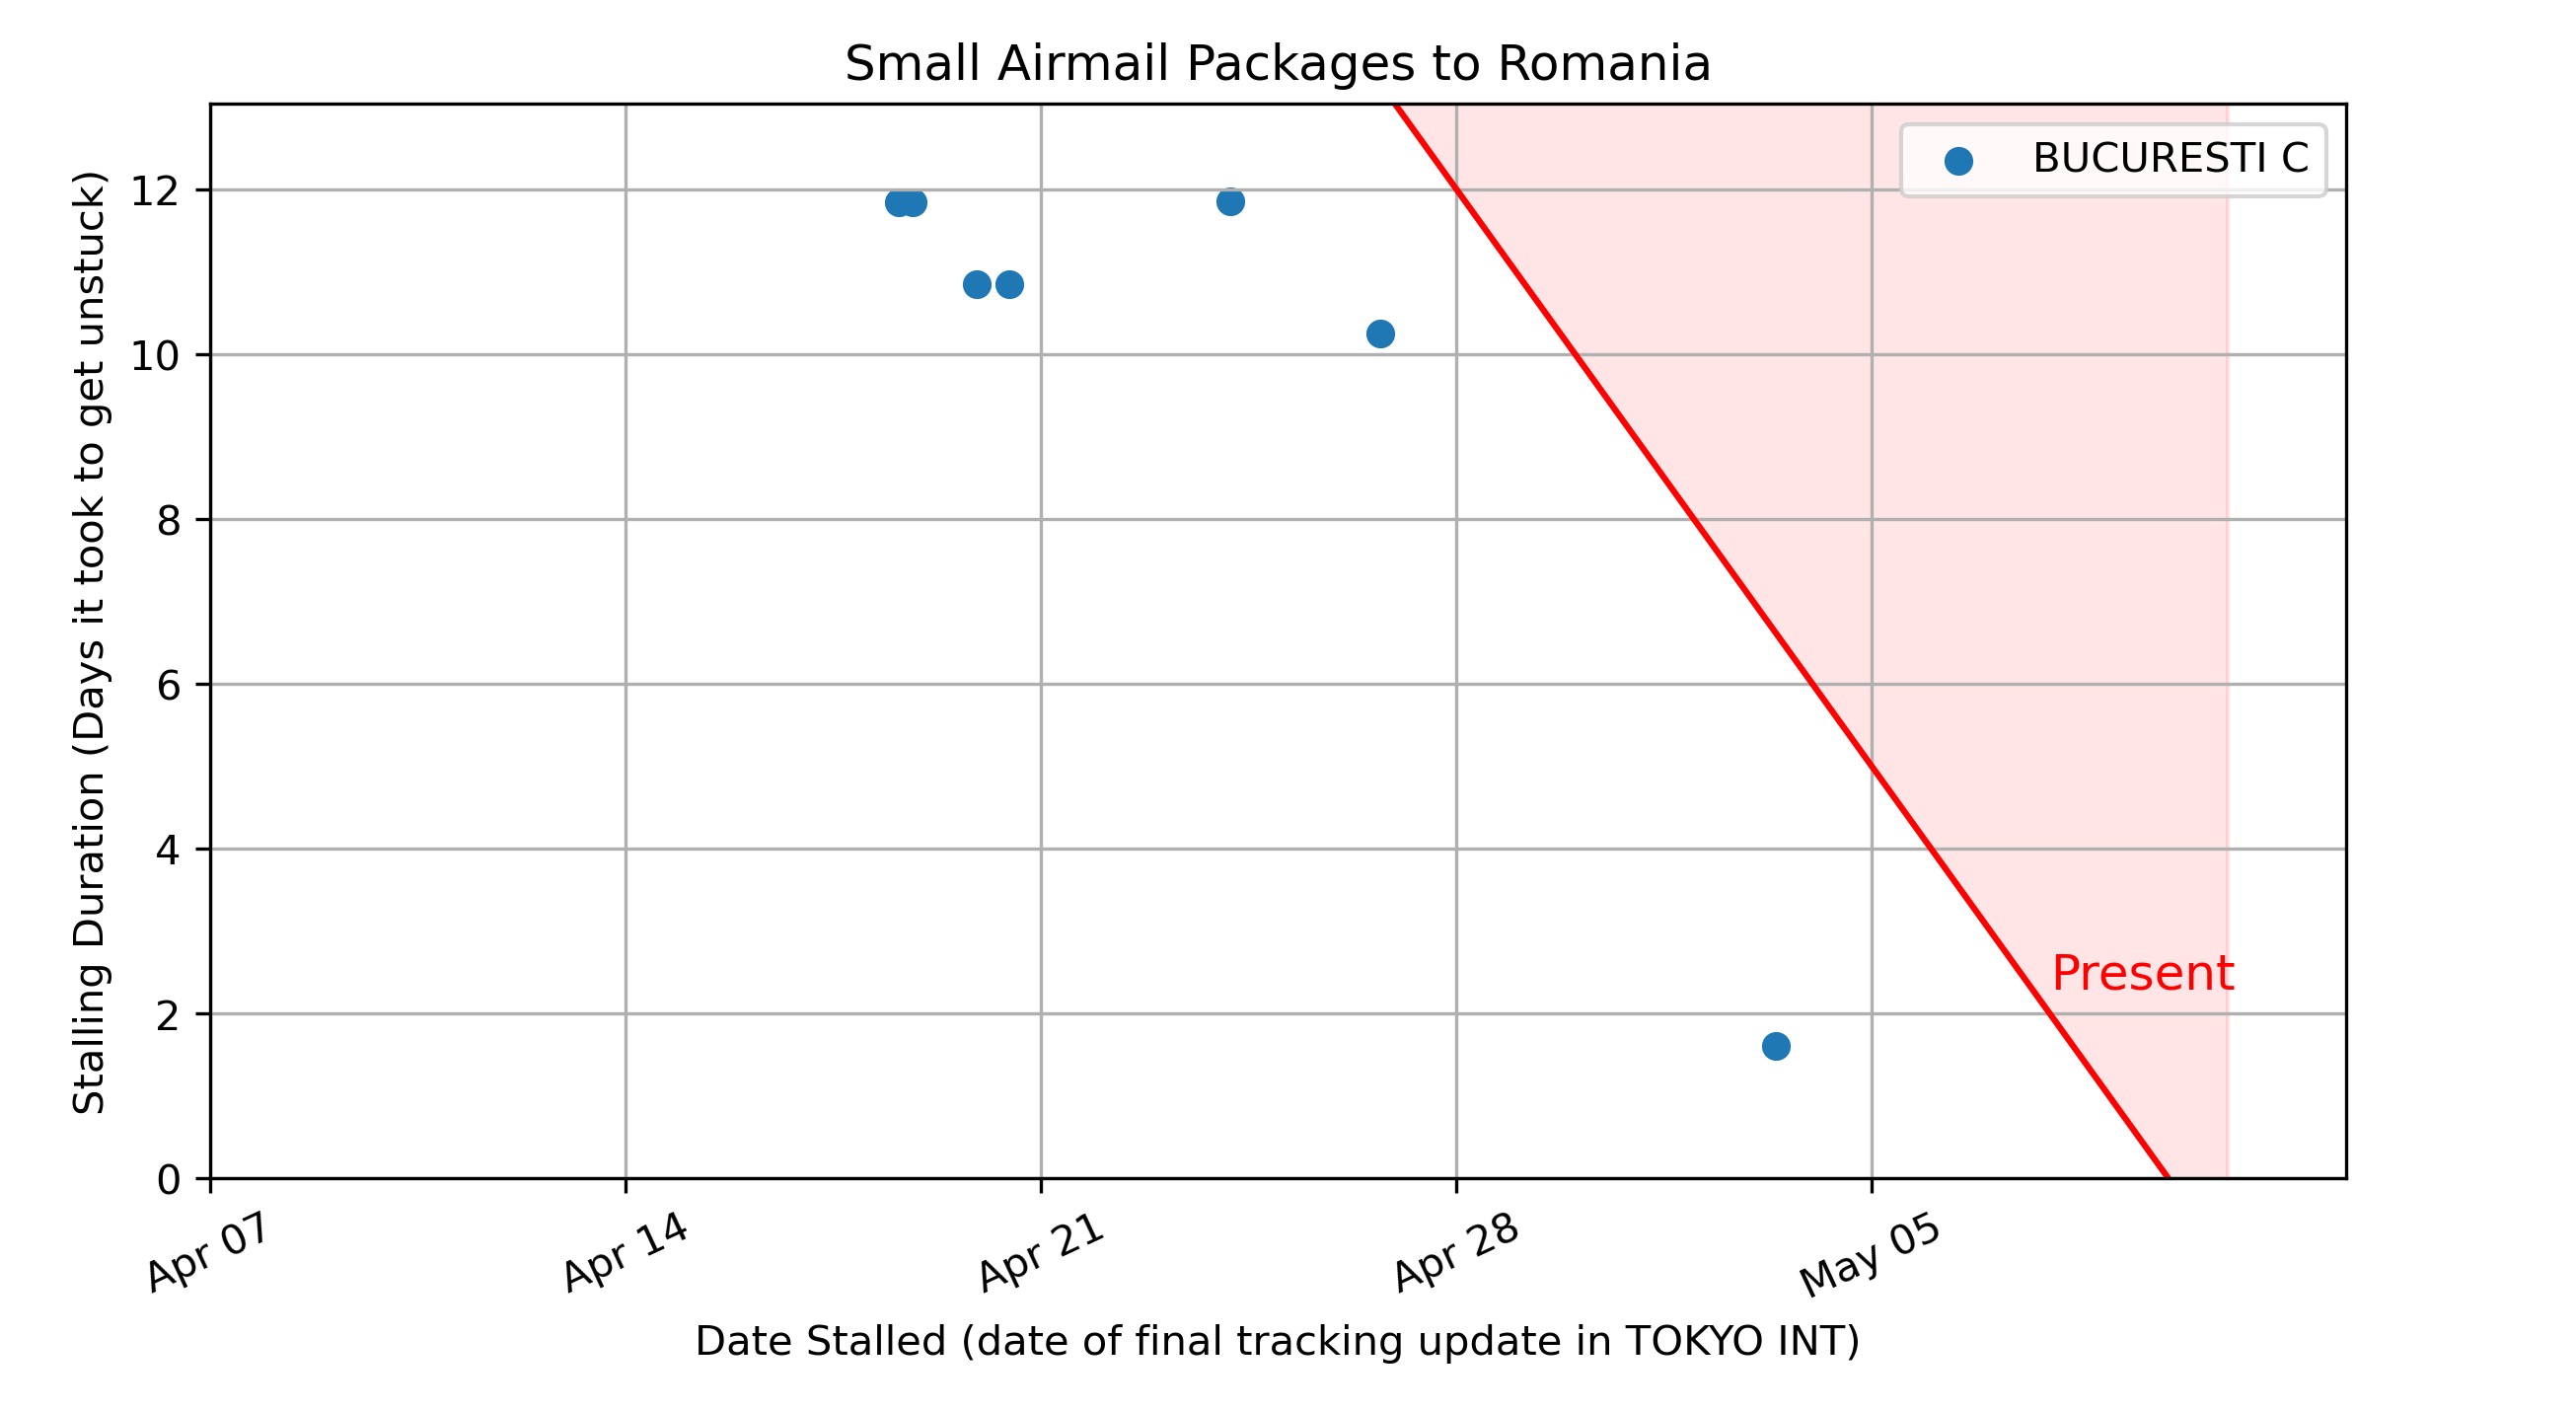 Small Airmail Packages to Romania
BUCURESTI C
Stalling Duration (Days it took to get unstuck)
12
10
8
6
4
2
0
Present
Apr 07
Apr 14
Apr 21
Apr 28
May 05
Date Stalled (date of final tracking update in TOKYO INT)